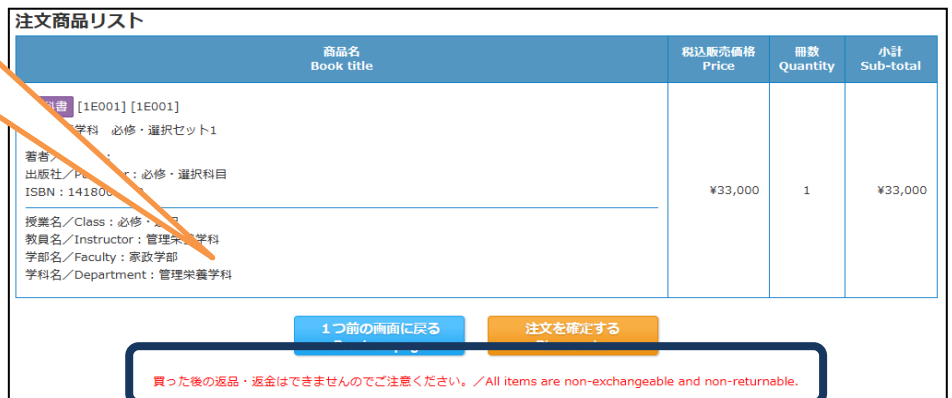 注文商品リスト
商品名 税込販売価格 冊数 小計
Book title Price Quantity Sub-total
書 [1E001] [1E001]
学科 必修・選択セット1
著者／
出版社／ : 必修・選択科目
ISBN : 141800
¥33,000 1 ¥33,000
授業名／Class : 必修・
教員名／Instructor : 管理栄養学科
学部名／Faculty : 家政学部
学科名／Department : 管理栄養学科
1つ前の画面に戻る 注文を確定する
買った後の返品・返金はできませんのでご注意ください。／All items are non-exchangeable and non-returnable.